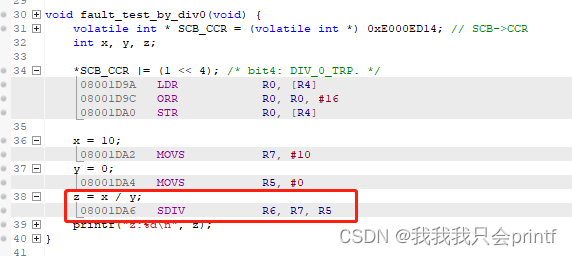 29
30 void fault_test_by_div0(void) {
31 volatile int * SCB_CCR = (volatile int *) 0xE000ED14; // SCB->CCR
32 int x, y, z;
34 *SCB_CCR |= (1 << 4); /* bit4: DIV_0_TRP. */
08001D9A LDR R0, [R4]
08001D9C ORR R0, R0, #16
08001DA0 STR R0, [R4]
35
36 x = 10;
08001DA2 MOVS R7, #10
37 y = 0;
08001DA4 MOVS R5, #0
38 z = x / y;
08001DA6 SDIV R6, R7, R5
39 printf("z:%d\n", z);
40 }
41
CSDN @我我我只会printf